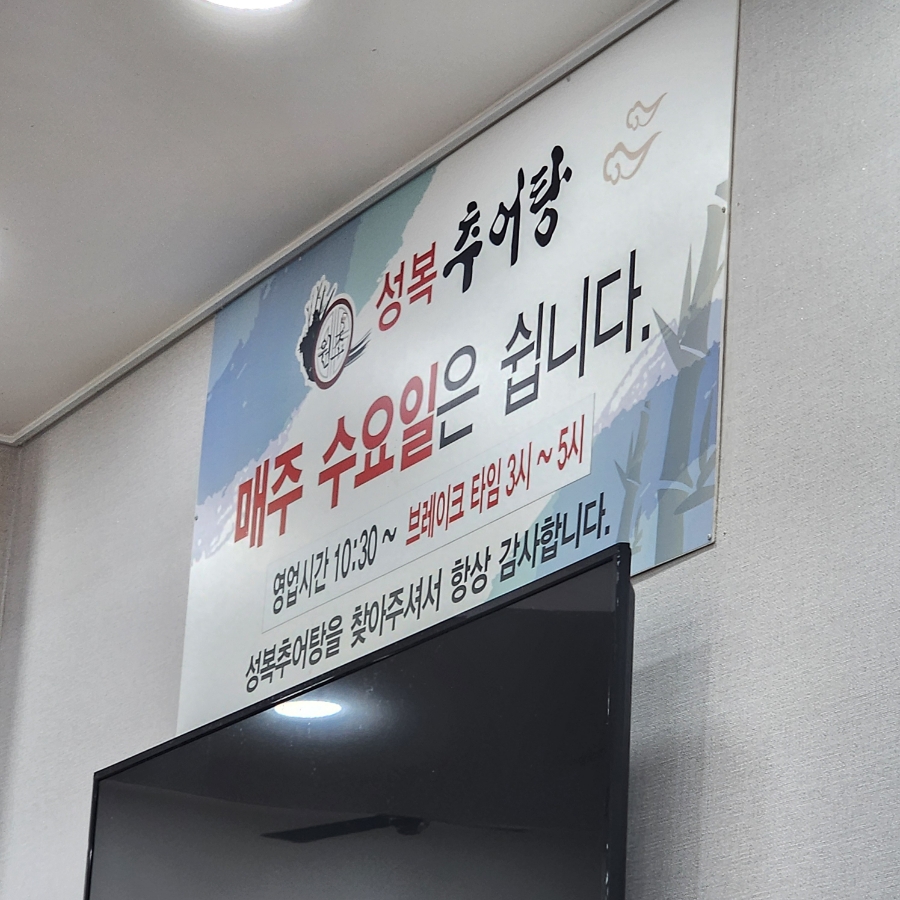 성복 추어탕
원조
매주 수요일은 쉽니다.
영업시간 10:30~ 브레이크 타임 3시~5시
성복추어탕을 찾아주셔서 항상 감사합니다.